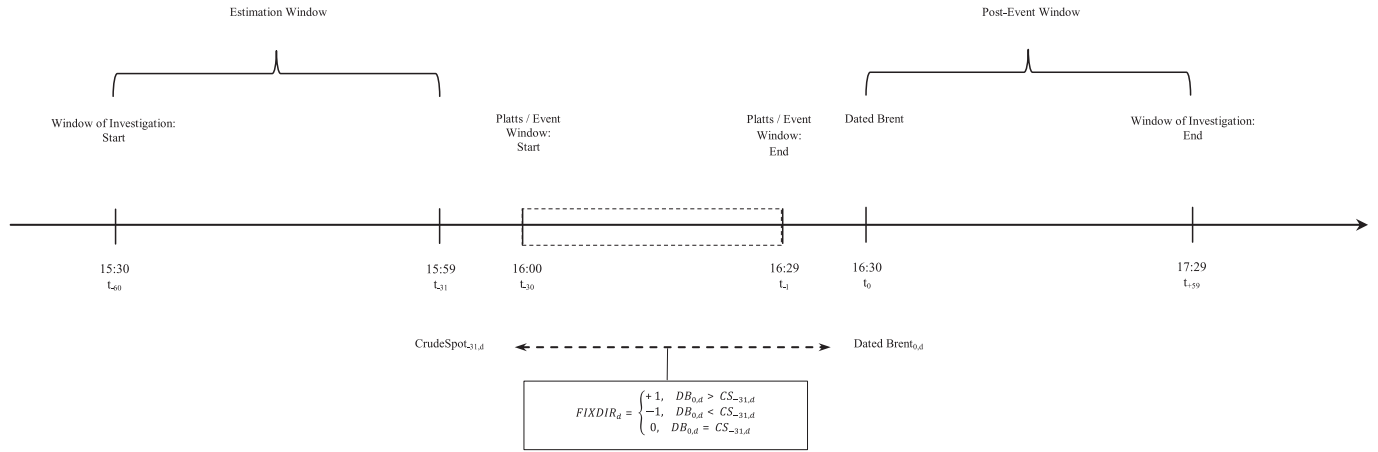 Estimation Window
Post-Event Window
Window of Investigation:
Start
Platts / Event
Window:
Start
Platts / Event
Window:
End
Dated Brent
Window of Investigation:
End
15:30
t-60
15:59
t-31
16:00
t-30
16:29
t-1
16:30
t0
17:29
t+59
CrudeSpot-31,d
Dated Brent0,d
FIXDIRd = { +1, DB0,d > CS−31,d
−1, DB0,d < CS−31,d
0, DB0,d = CS−31,d